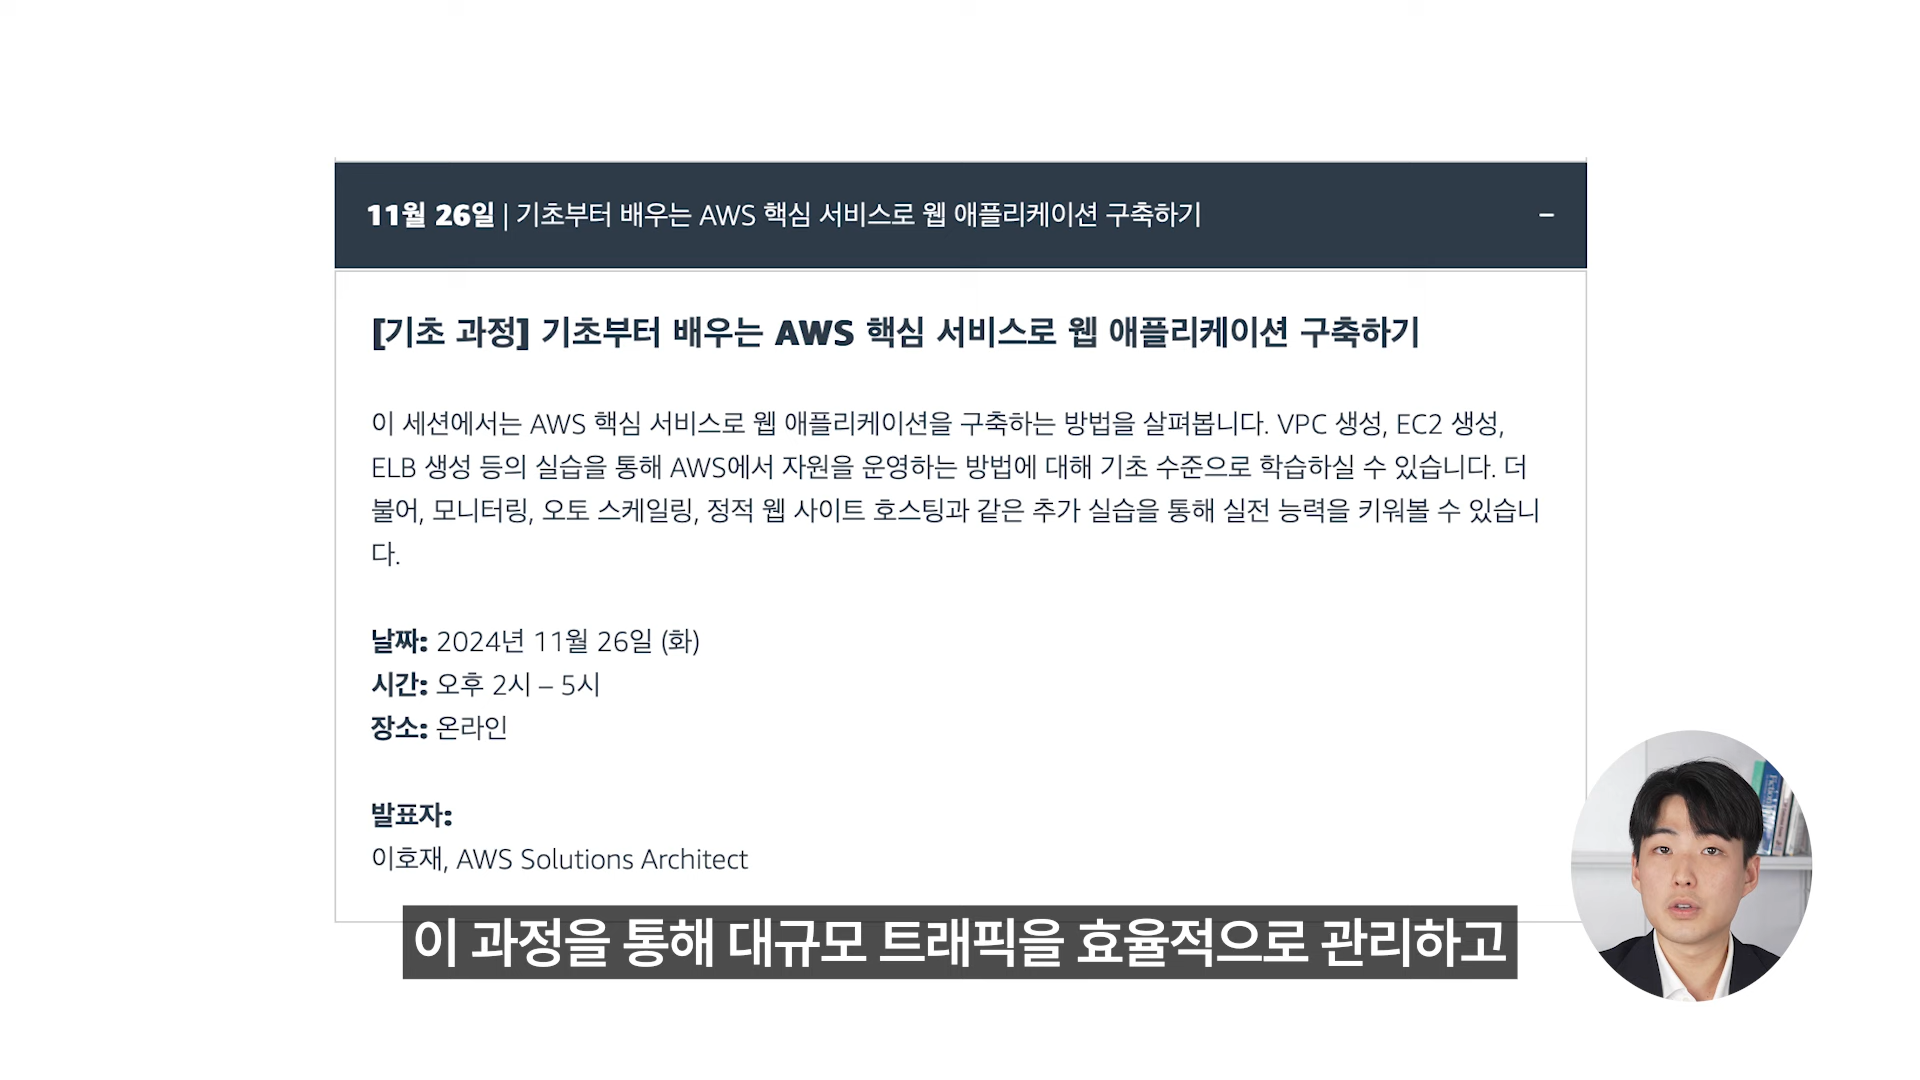 11월 26일 | 기초부터 배우는 AWS 핵심 서비스로 웹 애플리케이션 구축하기 –
[기초 과정] 기초부터 배우는 AWS 핵심 서비스로 웹 애플리케이션 구축하기
이 세션에서는 AWS 핵심 서비스로 웹 애플리케이션을 구축하는 방법을 살펴봅니다. VPC 생성, EC2 생성,
ELB 생성 등의 실습을 통해 AWS에서 자원을 운영하는 방법에 대해 기초 수준으로 학습하실 수 있습니다. 더
불어, 모니터링, 오토 스케일링, 정적 웹 사이트 호스팅과 같은 추가 실습을 통해 실전 능력을 키워볼 수 있습니
다.
날짜: 2024년 11월 26일 (화)
시간: 오후 2시 – 5시
장소: 온라인
발표자:
이호재, AWS Solutions Architect
이 과정을 통해 대규모 트래픽을 효율적으로 관리하고